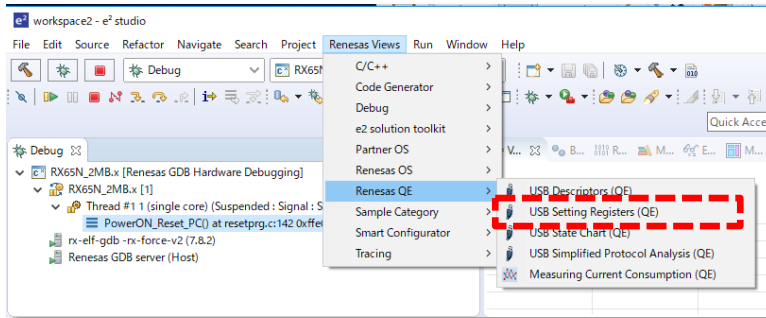 workspace2 - e² studio
File Edit Source Refactor Navigate Search Project Renesas Views Run Window Help
Debug
Quick Acce
Debug
V... B... R... M... E... M...
RX65N_2MB.x [Renesas GDB Hardware Debugging]
RX65N_2MB.x [1]
Thread #1 1 (single core) (Suspended : Signal : S
PowerON_Reset_PC() at resetprg.c:142
rx-elf-gdb -rx-force-v2 (7.8.2)
Renesas GDB server (Host)
C/C++
Code Generator
Debug
e2 solution toolkit
Partner OS
Renesas OS
Renesas QE
Sample Category
Smart Configurator
Tracing
USB Descriptors (QE)
USB Setting Registers (QE)
USB State Chart (QE)
USB Simplified Protocol Analysis (QE)
Measuring Current Consumption (QE)